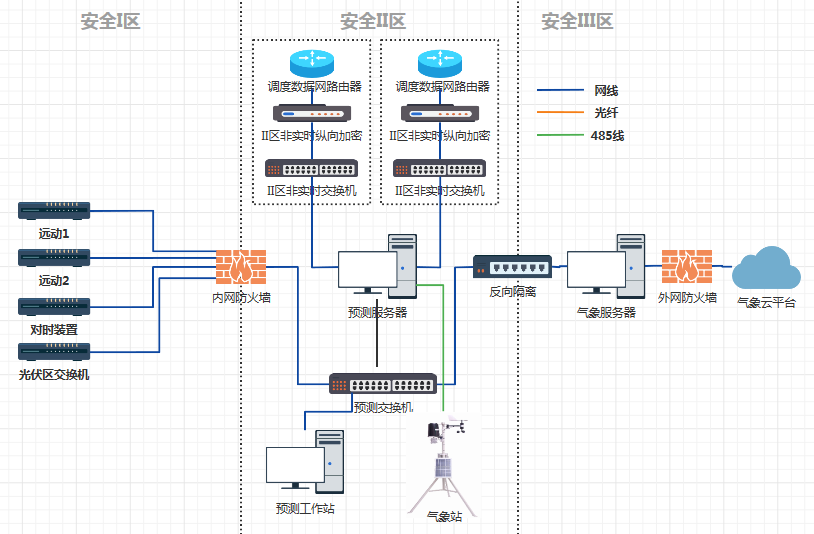 安全I区
安全II区
安全III区
调度数据网路由器
调度数据网路由器
II区非实时纵向加密
II区非实时纵向加密
II区非实时交换机
II区非实时交换机
网线
光纤
485线
远动1
远动2
对时装置
光伏区交换机
内网防火墙
预测服务器
反向隔离
气象服务器
外网防火墙
气象云平台
预测交换机
预测工作站
气象站